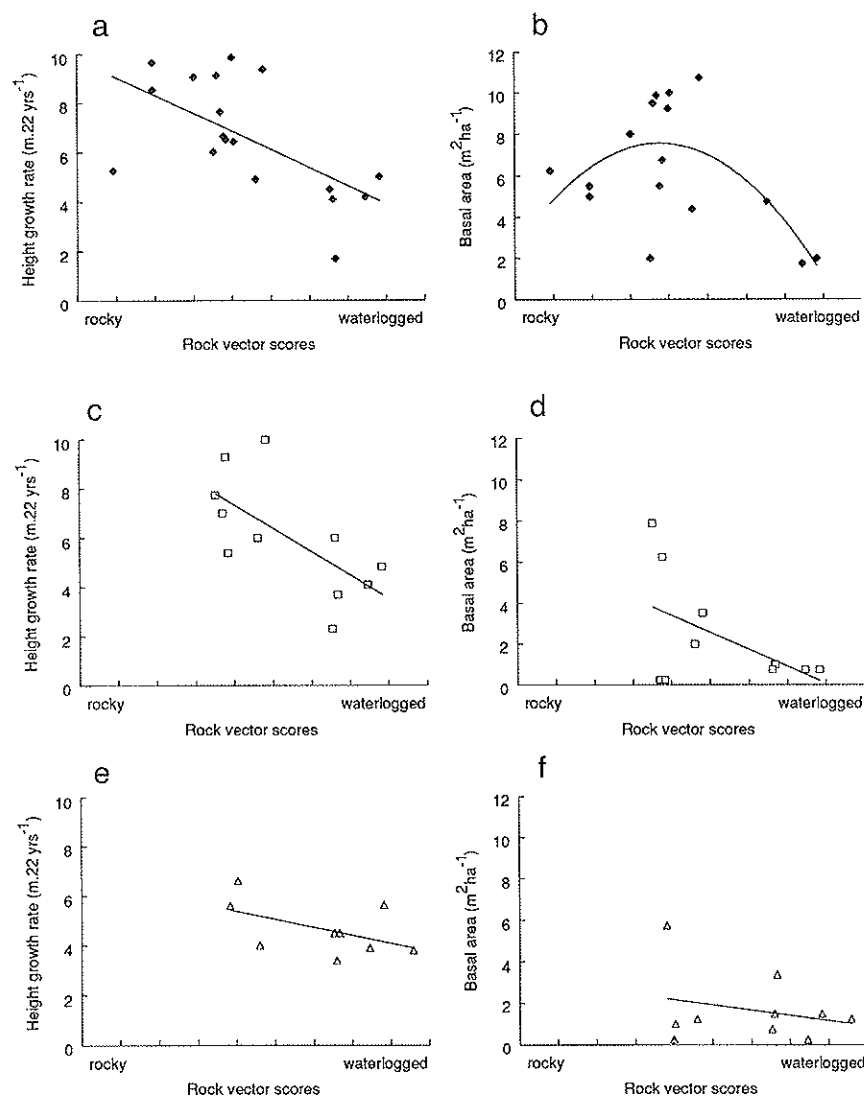 a
Height growth rate (m.22 yrs-1)
10
8
6
4
2
0
rocky waterlogged
Rock vector scores
b
Basal area (m2ha-1)
12
10
8
6
4
2
0
rocky waterlogged
Rock vector scores
c
Height growth rate (m.22 yrs-1)
10
8
6
4
2
0
rocky waterlogged
Rock vector scores
d
Basal area (m2ha-1)
12
10
8
6
4
2
0
rocky waterlogged
Rock vector scores
e
Height growth rate (m.22 yrs-1)
10
8
6
4
2
0
rocky waterlogged
Rock vector scores
f
Basal area (m2ha-1)
12
10
8
6
4
2
0
rocky waterlogged
Rock vector scores